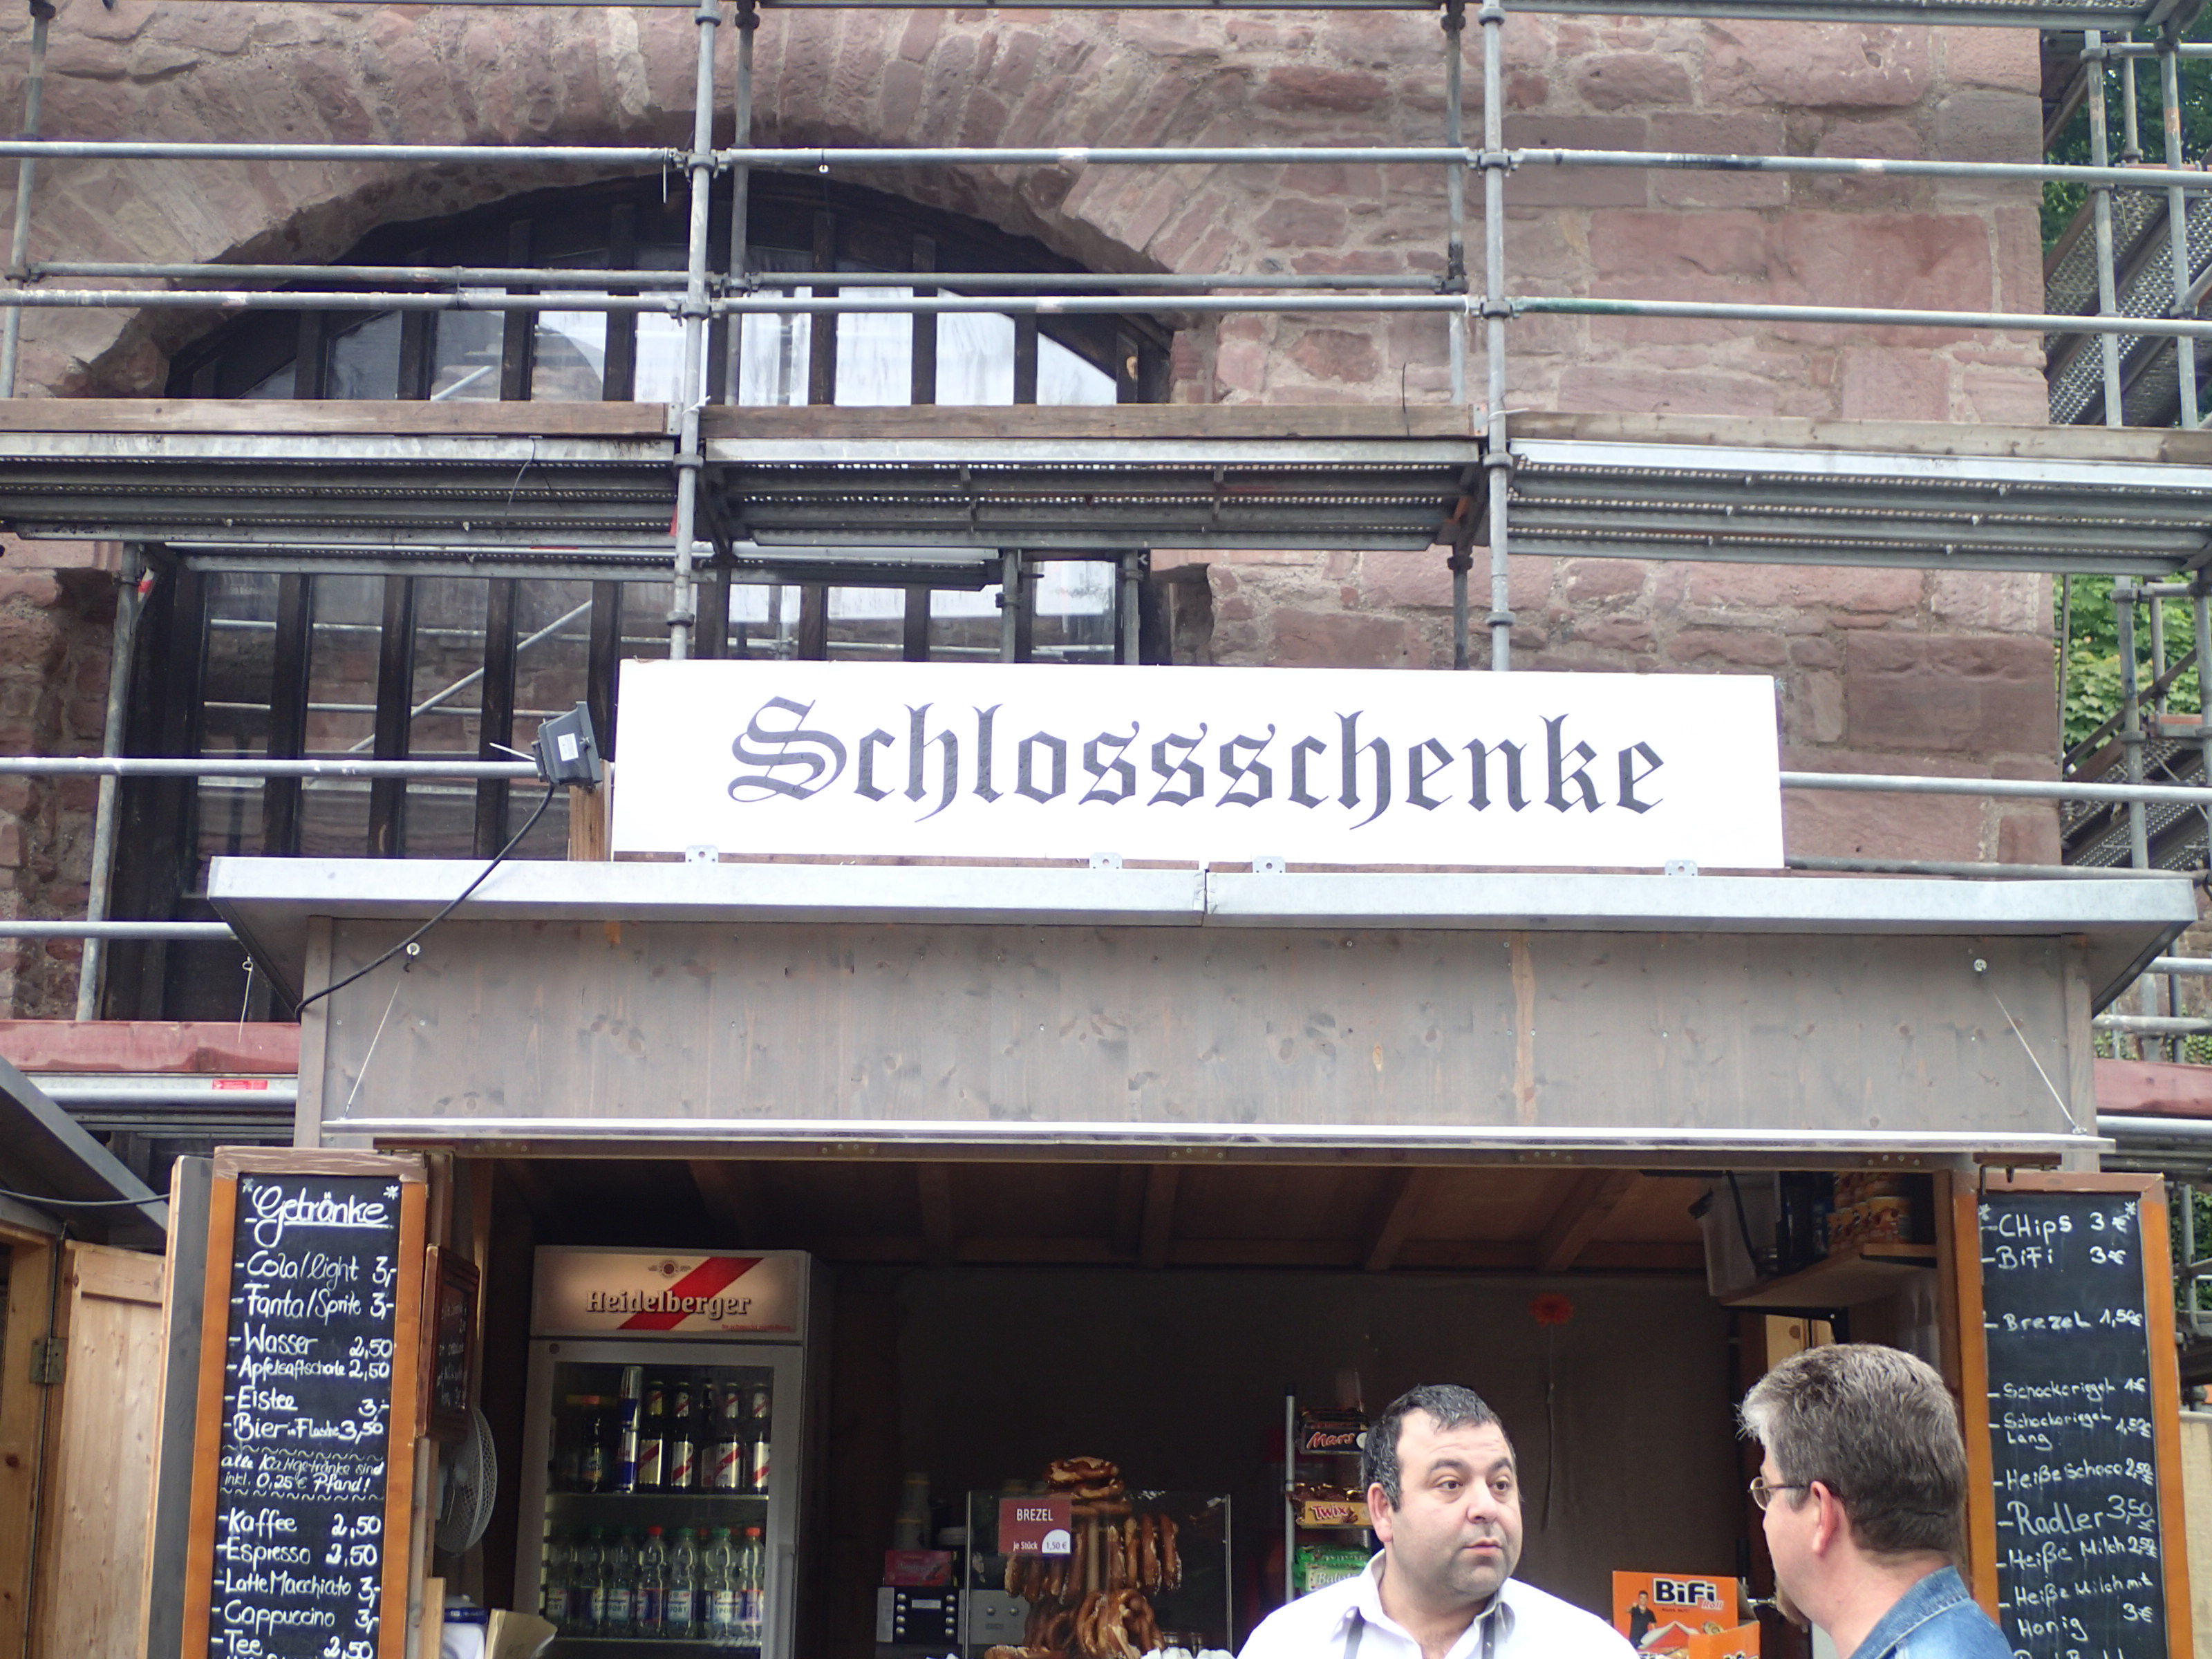 Schlossschenke
*Getränke*
-Cola/light 3,-
-Fanta/Sprite 3,-
-Wasser 2,50
-Apfelsaftschorle 2,50
-Eistee 3,-
-Bier in Flasche 3,50
alle Kaltgetränke sind
inkl. 0,25€ Pfand!
-Kaffee 2,50
-Espresso 2,50
-Latte Macchiato 3,-
-Cappuccino 3,-
-Tee 2,50
Heidelberger
BREZEL
je Stück 1,50 €
Mars
TWIX
BiFi
Roll
-CHips 3 €
-BiFi 3€
-Brezel 1,50€
-Schockoriegel 1€
-Schockoriegel 1,50€
Lang
-Heiße Schoco 2,50€
-Radler 3,50€
-Heiße Milch 2,50€
-Heiße Milch mit
Honig 3€